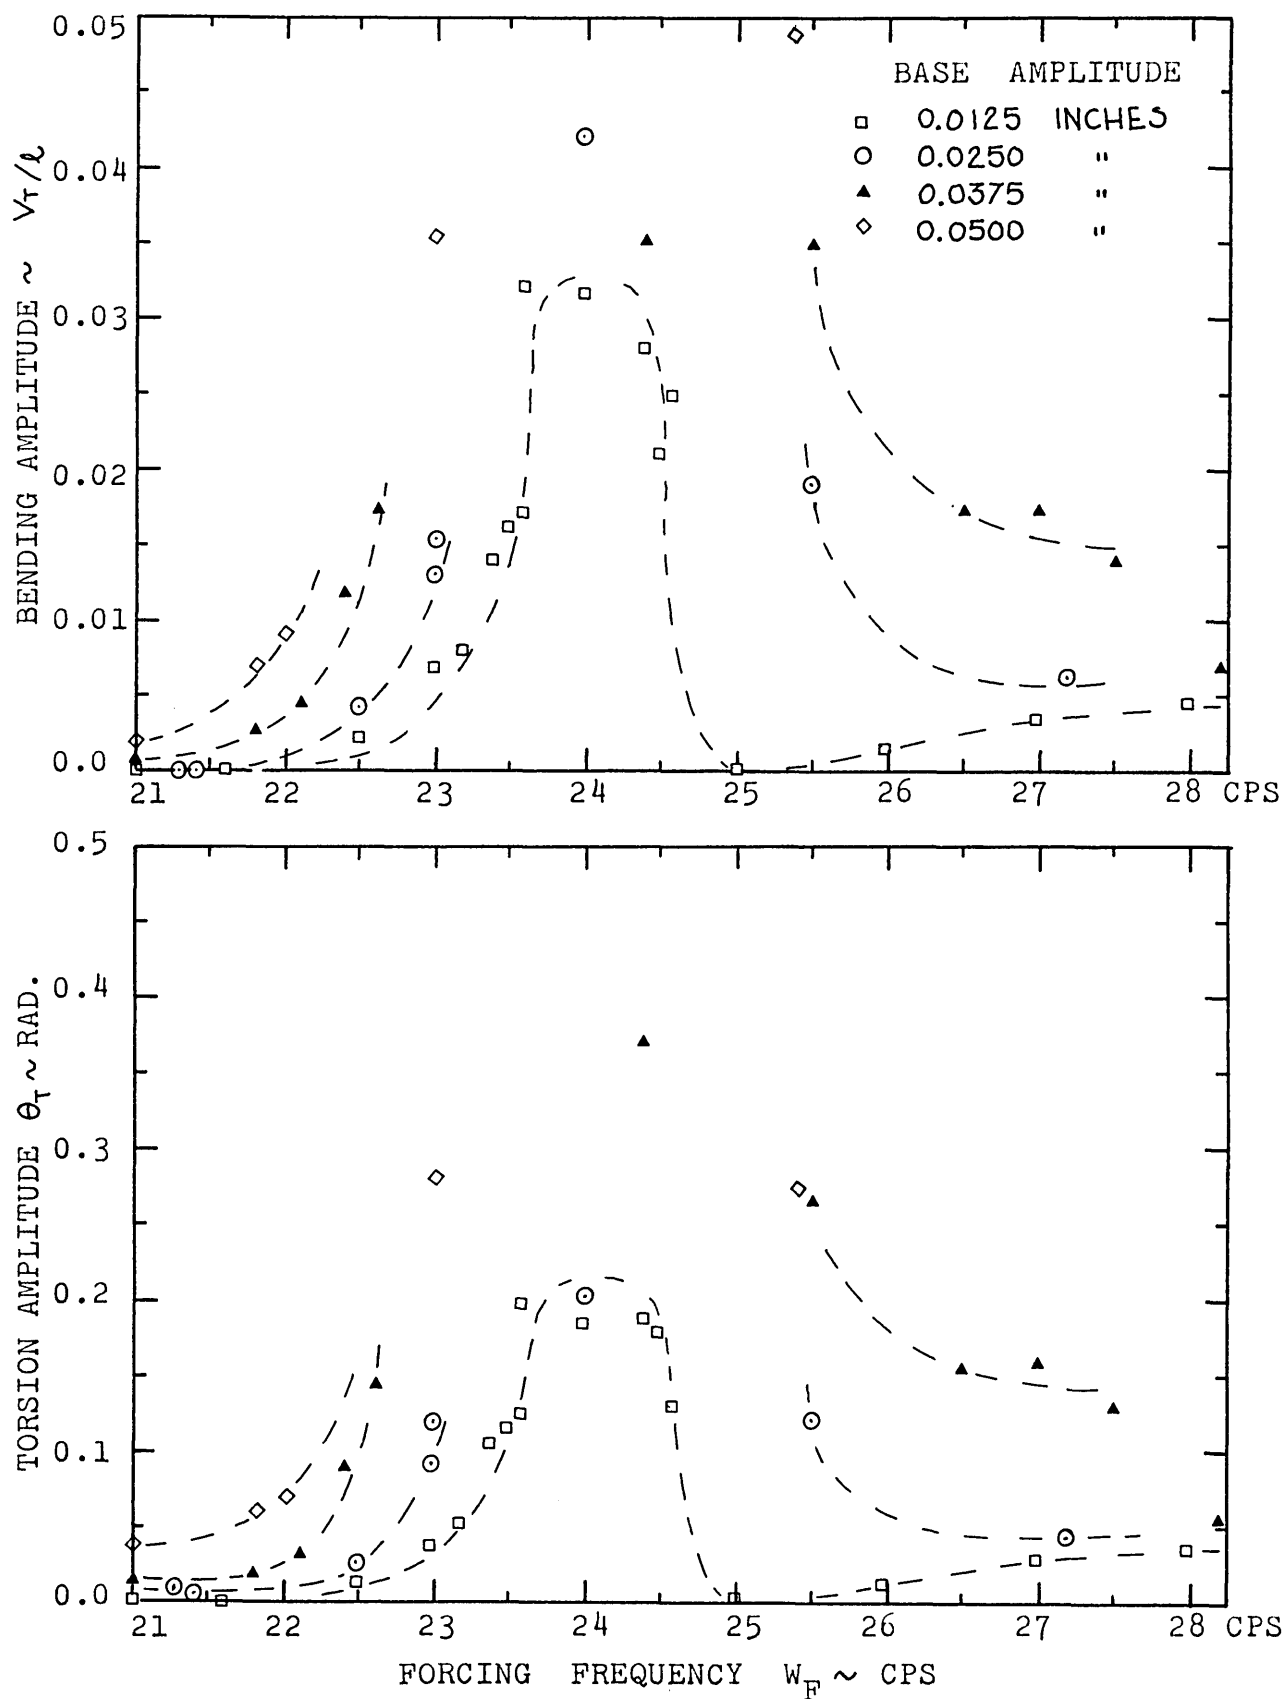 0.05
BASE AMPLITUDE
0.0125 INCHES
0.0250 "
0.0375 "
0.0500 "
0.04
0.03
0.02
0.01
0.0
BENDING AMPLITUDE ~ V_T/ℓ
21 22 23 24 25 26 27 28 CPS
0.5
0.4
0.3
0.2
0.1
0.0
TORSION AMPLITUDE θ_T ~ RAD.
21 22 23 24 25 26 27 28 CPS
FORCING FREQUENCY W_F ~ CPS